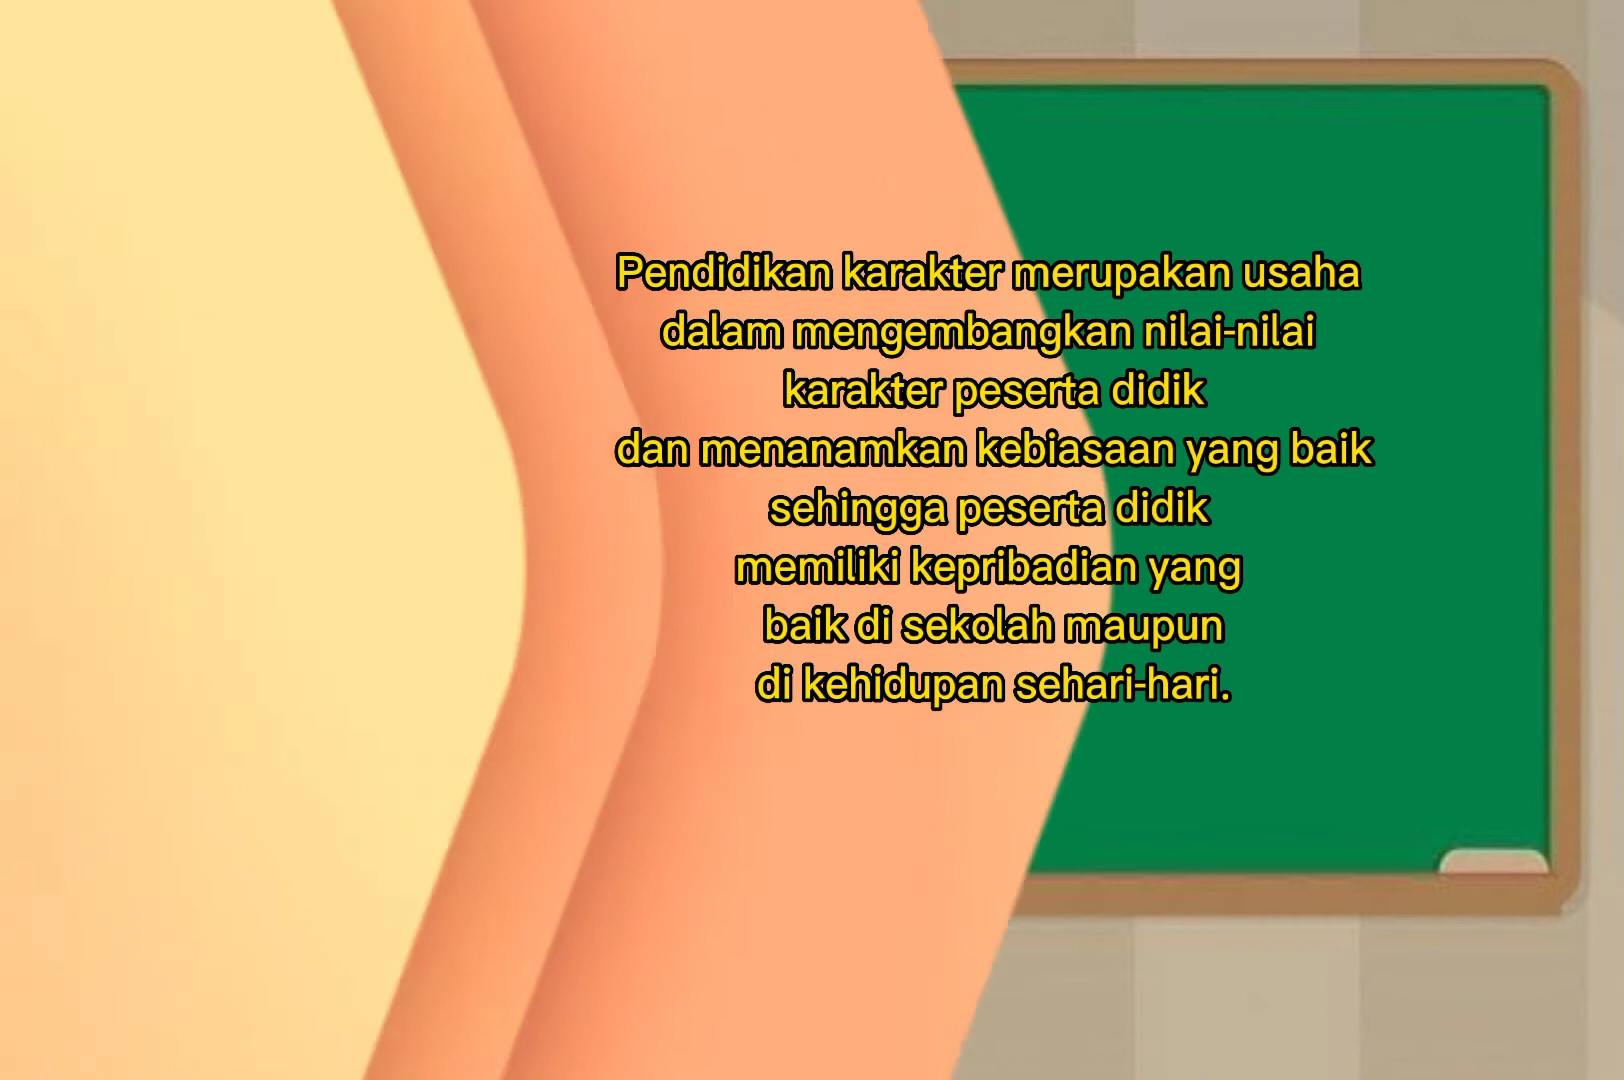 Pendidikan karakter merupakan usaha
dalam mengembangkan nilai-nilai
karakter peserta didik
dan menanamkan kebiasaan yang baik
sehingga peserta didik
memiliki kepribadian yang
baik di sekolah maupun
di kehidupan sehari-hari.